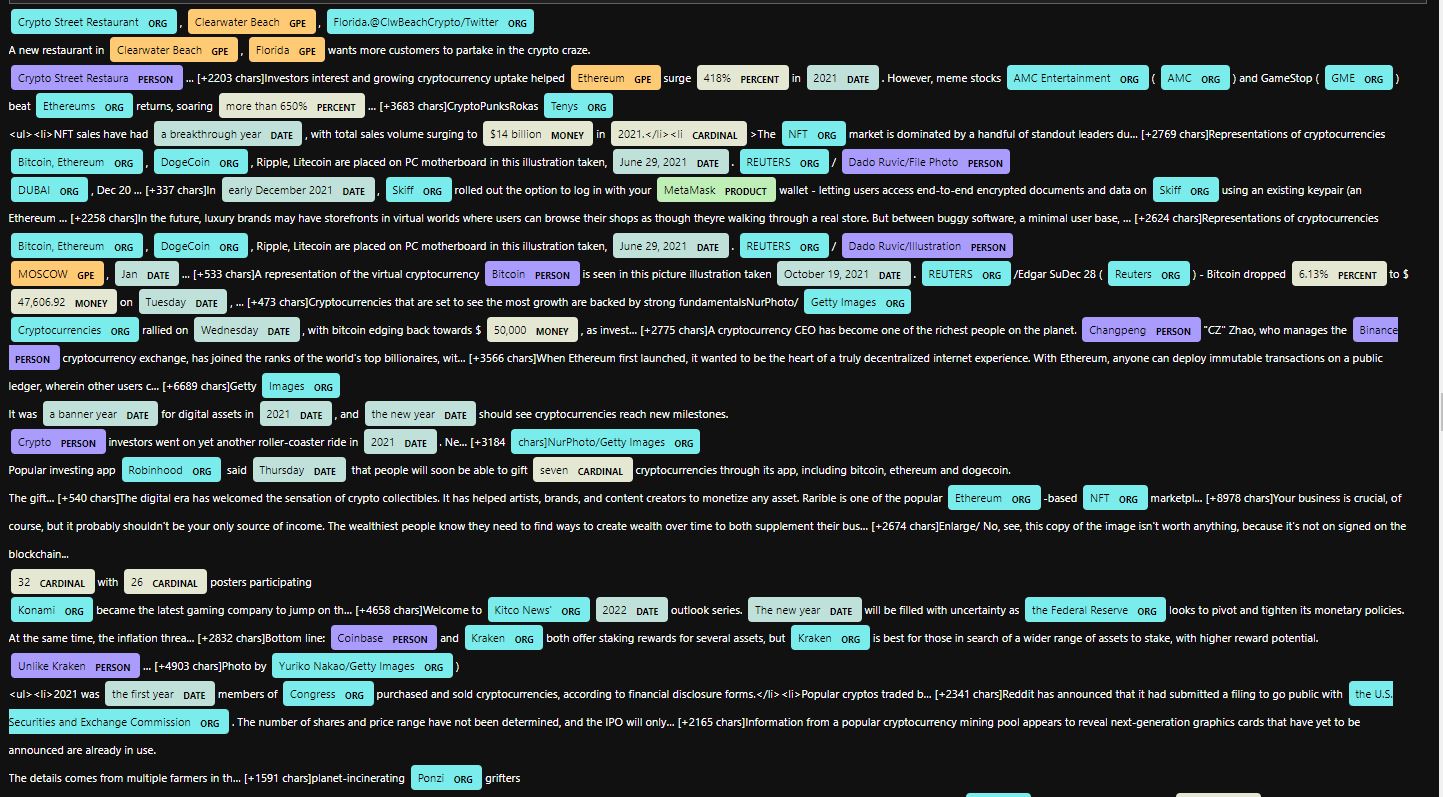 Crypto Street Restaurant ORG , Clearwater Beach GPE , Florida.@ClwBeachCrypto/Twitter ORG
A new restaurant in Clearwater Beach GPE , Florida GPE wants more customers to partake in the crypto craze.
Crypto Street Restaura PERSON ... [+2203 chars]Investors interest and growing cryptocurrency uptake helped Ethereum GPE surge 418% PERCENT in 2021 DATE . However, meme stocks AMC Entertainment ORG ( AMC ORG ) and GameStop ( GME ORG )
beat Ethereums ORG returns, soaring more than 650% PERCENT ... [+3683 chars]CryptoPunksRokas Tenys ORG
<ul><li>NFT sales have had a breakthrough year DATE , with total sales volume surging to $14 billion MONEY in 2021.</li><li CARDINAL >The NFT ORG market is dominated by a handful of standout leaders du... [+2769 chars]Representations of cryptocurrencies
Bitcoin, Ethereum ORG , DogeCoin ORG , Ripple, Litecoin are placed on PC motherboard in this illustration taken, June 29, 2021 DATE . REUTERS ORG / Dado Ruvic/File Photo PERSON
DUBAI ORG , Dec 20 ... [+337 chars]In early December 2021 DATE , Skiff ORG rolled out the option to log in with your MetaMask PRODUCT wallet - letting users access end-to-end encrypted documents and data on Skiff ORG using an existing keypair (an
Ethereum ... [+2258 chars]In the future, luxury brands may have storefronts in virtual worlds where users can browse their shops as though theyre walking through a real store. But between buggy software, a minimal user base, ... [+2624 chars]Representations of cryptocurrencies
Bitcoin, Ethereum ORG , DogeCoin ORG , Ripple, Litecoin are placed on PC motherboard in this illustration taken, June 29, 2021 DATE . REUTERS ORG / Dado Ruvic/Illustration PERSON
MOSCOW GPE , Jan DATE ... [+533 chars]A representation of the virtual cryptocurrency Bitcoin PERSON is seen in this picture illustration taken October 19, 2021 DATE . REUTERS ORG /Edgar SuDec 28 ( Reuters ORG ) - Bitcoin dropped 6.13% PERCENT to $
47,606.92 MONEY on Tuesday DATE , ... [+473 chars]Cryptocurrencies that are set to see the most growth are backed by strong fundamentalsNurPhoto/ Getty Images ORG
Cryptocurrencies ORG rallied on Wednesday DATE , with bitcoin edging back towards $ 50,000 MONEY , as invest... [+2775 chars]A cryptocurrency CEO has become one of the richest people on the planet. Changpeng PERSON "CZ" Zhao, who manages the Binance
PERSON cryptocurrency exchange, has joined the ranks of the world's top billionaires, wit... [+3566 chars]When Ethereum first launched, it wanted to be the heart of a truly decentralized internet experience. With Ethereum, anyone can deploy immutable transactions on a public
ledger, wherein other users c... [+6689 chars]Getty Images ORG
It was a banner year DATE for digital assets in 2021 DATE , and the new year DATE should see cryptocurrencies reach new milestones.
Crypto PERSON investors went on yet another roller-coaster ride in 2021 DATE . Ne... [+3184 chars]NurPhoto/Getty Images ORG
Popular investing app Robinhood ORG said Thursday DATE that people will soon be able to gift seven CARDINAL cryptocurrencies through its app, including bitcoin, ethereum and dogecoin.
The gift... [+540 chars]The digital era has welcomed the sensation of crypto collectibles. It has helped artists, brands, and content creators to monetize any asset. Rarible is one of the popular Ethereum ORG -based NFT ORG marketpl... [+8978 chars]Your business is crucial, of
course, but it probably shouldn't be your only source of income. The wealthiest people know they need to find ways to create wealth over time to both supplement their bus... [+2674 chars]Enlarge/ No, see, this copy of the image isn't worth anything, because it's not on signed on the
blockchain...
32 CARDINAL with 26 CARDINAL posters participating
Konami ORG became the latest gaming company to jump on th... [+4658 chars]Welcome to Kitco News' ORG 2022 DATE outlook series. The new year DATE will be filled with uncertainty as the Federal Reserve ORG looks to pivot and tighten its monetary policies.
At the same time, the inflation threa... [+2832 chars]Bottom line: Coinbase PERSON and Kraken ORG both offer staking rewards for several assets, but Kraken ORG is best for those in search of a wider range of assets to stake, with higher reward potential.
Unlike Kraken PERSON ... [+4903 chars]Photo by Yuriko Nakao/Getty Images ORG )
<ul><li>2021 was the first year DATE members of Congress ORG purchased and sold cryptocurrencies, according to financial disclosure forms.</li><li>Popular cryptos traded b... [+2341 chars]Reddit has announced that it had submitted a filing to go public with the U.S.
Securities and Exchange Commission ORG . The number of shares and price range have not been determined, and the IPO will only... [+2165 chars]Information from a popular cryptocurrency mining pool appears to reveal next-generation graphics cards that have yet to be
announced are already in use.
The details comes from multiple farmers in th... [+1591 chars]planet-incinerating Ponzi ORG grifters